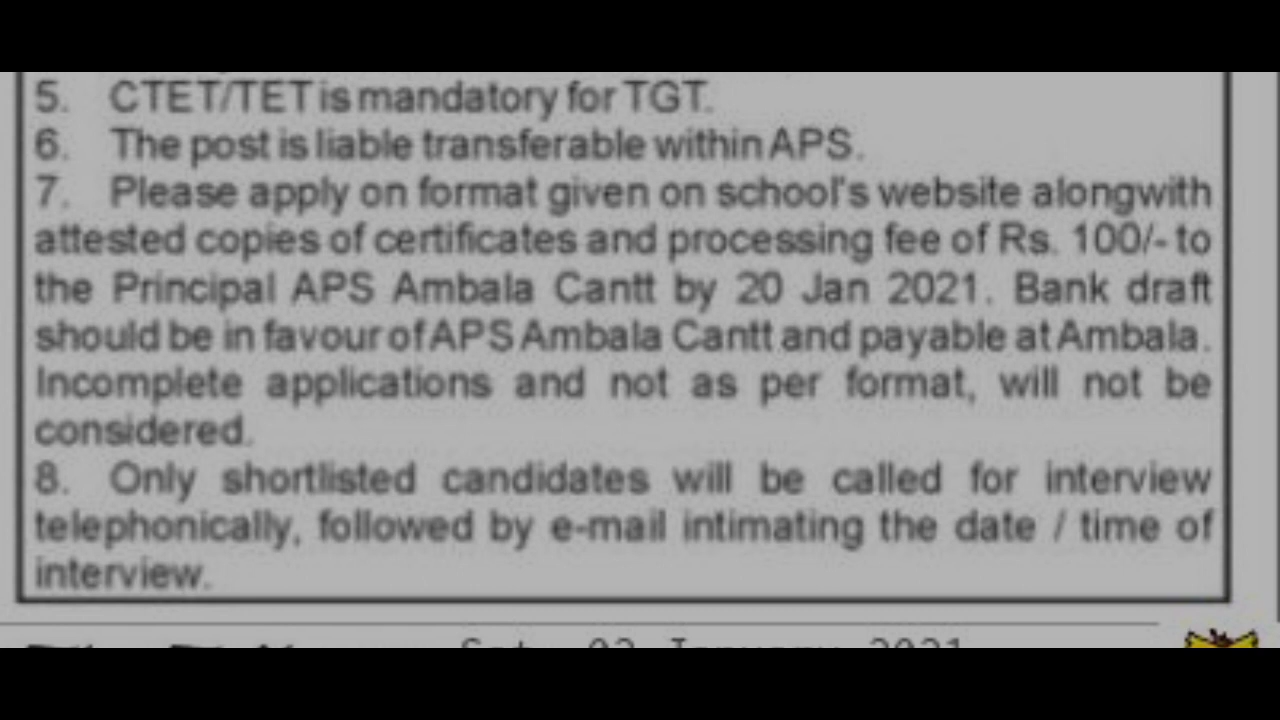 5. CTET/TET is mandatory for TGT.
6. The post is liable transferable within APS.
7. Please apply on format given on school's website alongwith
attested copies of certificates and processing fee of Rs. 100/- to
the Principal APS Ambala Cantt by 20 Jan 2021. Bank draft
should be in favour of APS Ambala Cantt and payable at Ambala.
Incomplete applications and not as per format, will not be
considered.
8. Only shortlisted candidates will be called for interview
telephonically, followed by e-mail intimating the date / time of
interview.
Sat, 02 January 2021